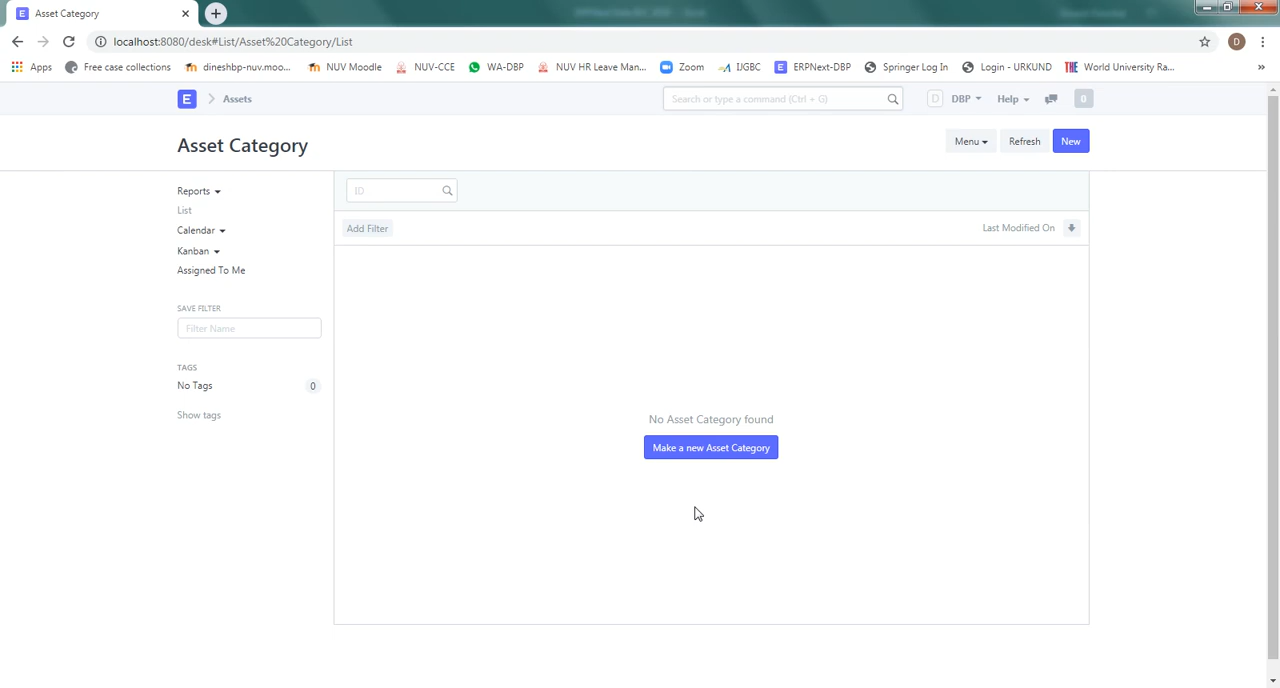 Asset Category
localhost:8080/desk#List/Asset%20Category/List
D
Apps
Free case collections
dineshbp-nuv.moo...
NUV Moodle
NUV-CCE
WA-DBP
NUV HR Leave Man...
Zoom
IJGBC
E
ERPNext-DBP
Springer Log In
Login - URKUND
THE
World University Ra...
»
E
Assets
Search or type a command (Ctrl + G)
D
DBP
Help
0
Asset Category
Menu
Refresh
New
Reports
List
Calendar
Kanban
Assigned To Me
SAVE FILTER
Filter Name
TAGS
No Tags
0
Show tags
ID
Add Filter
Last Modified On
No Asset Category found
Make a new Asset Category